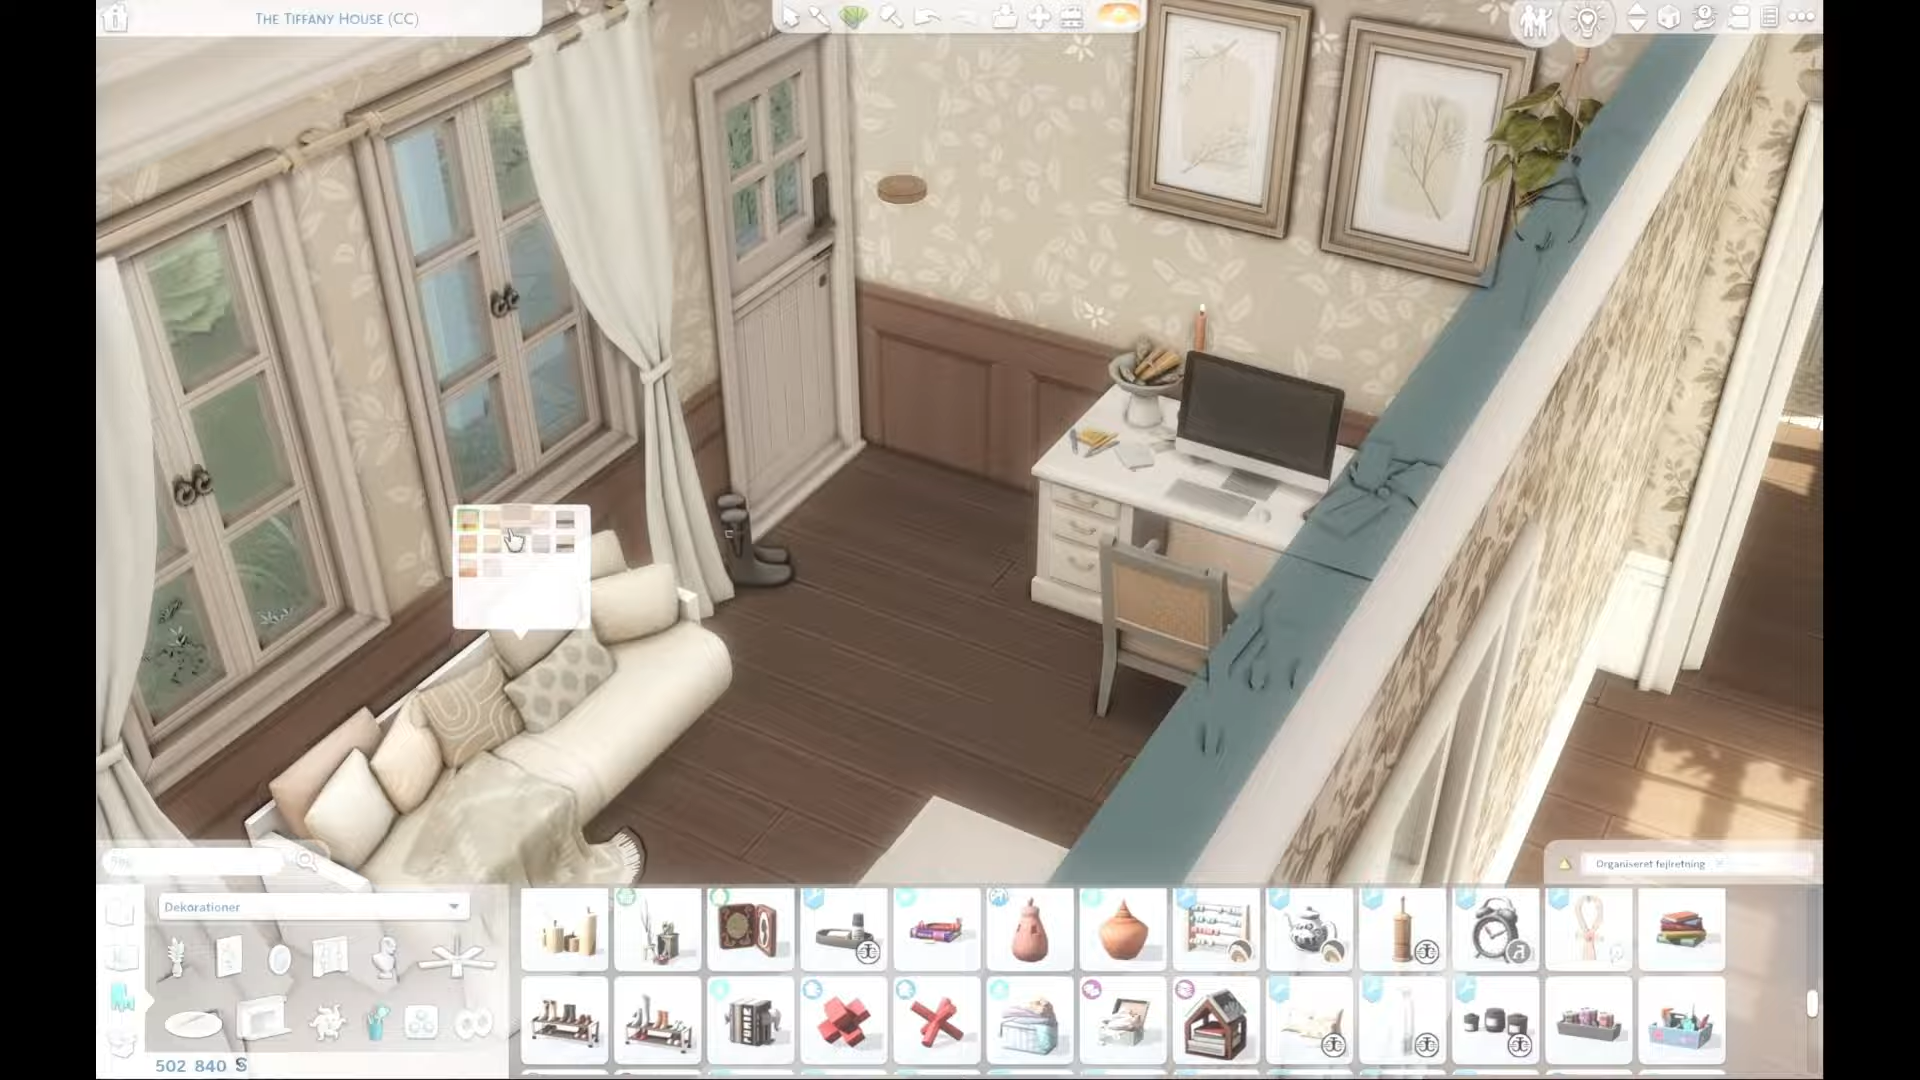 THE TIFFANY HOUSE (CC)
Organiseret fejlretning
Dekorationer
502 840 §